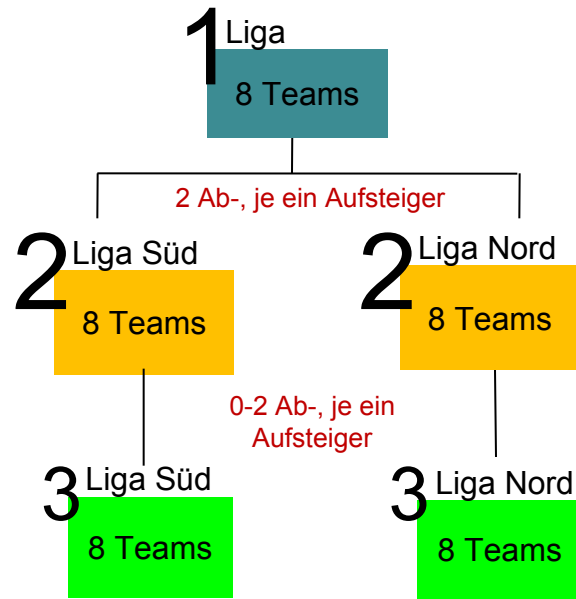 1 Liga
8 Teams
2 Ab-, je ein Aufsteiger
2 Liga Süd
8 Teams
2 Liga Nord
8 Teams
0-2 Ab-, je ein
Aufsteiger
3 Liga Süd
8 Teams
3 Liga Nord
8 Teams